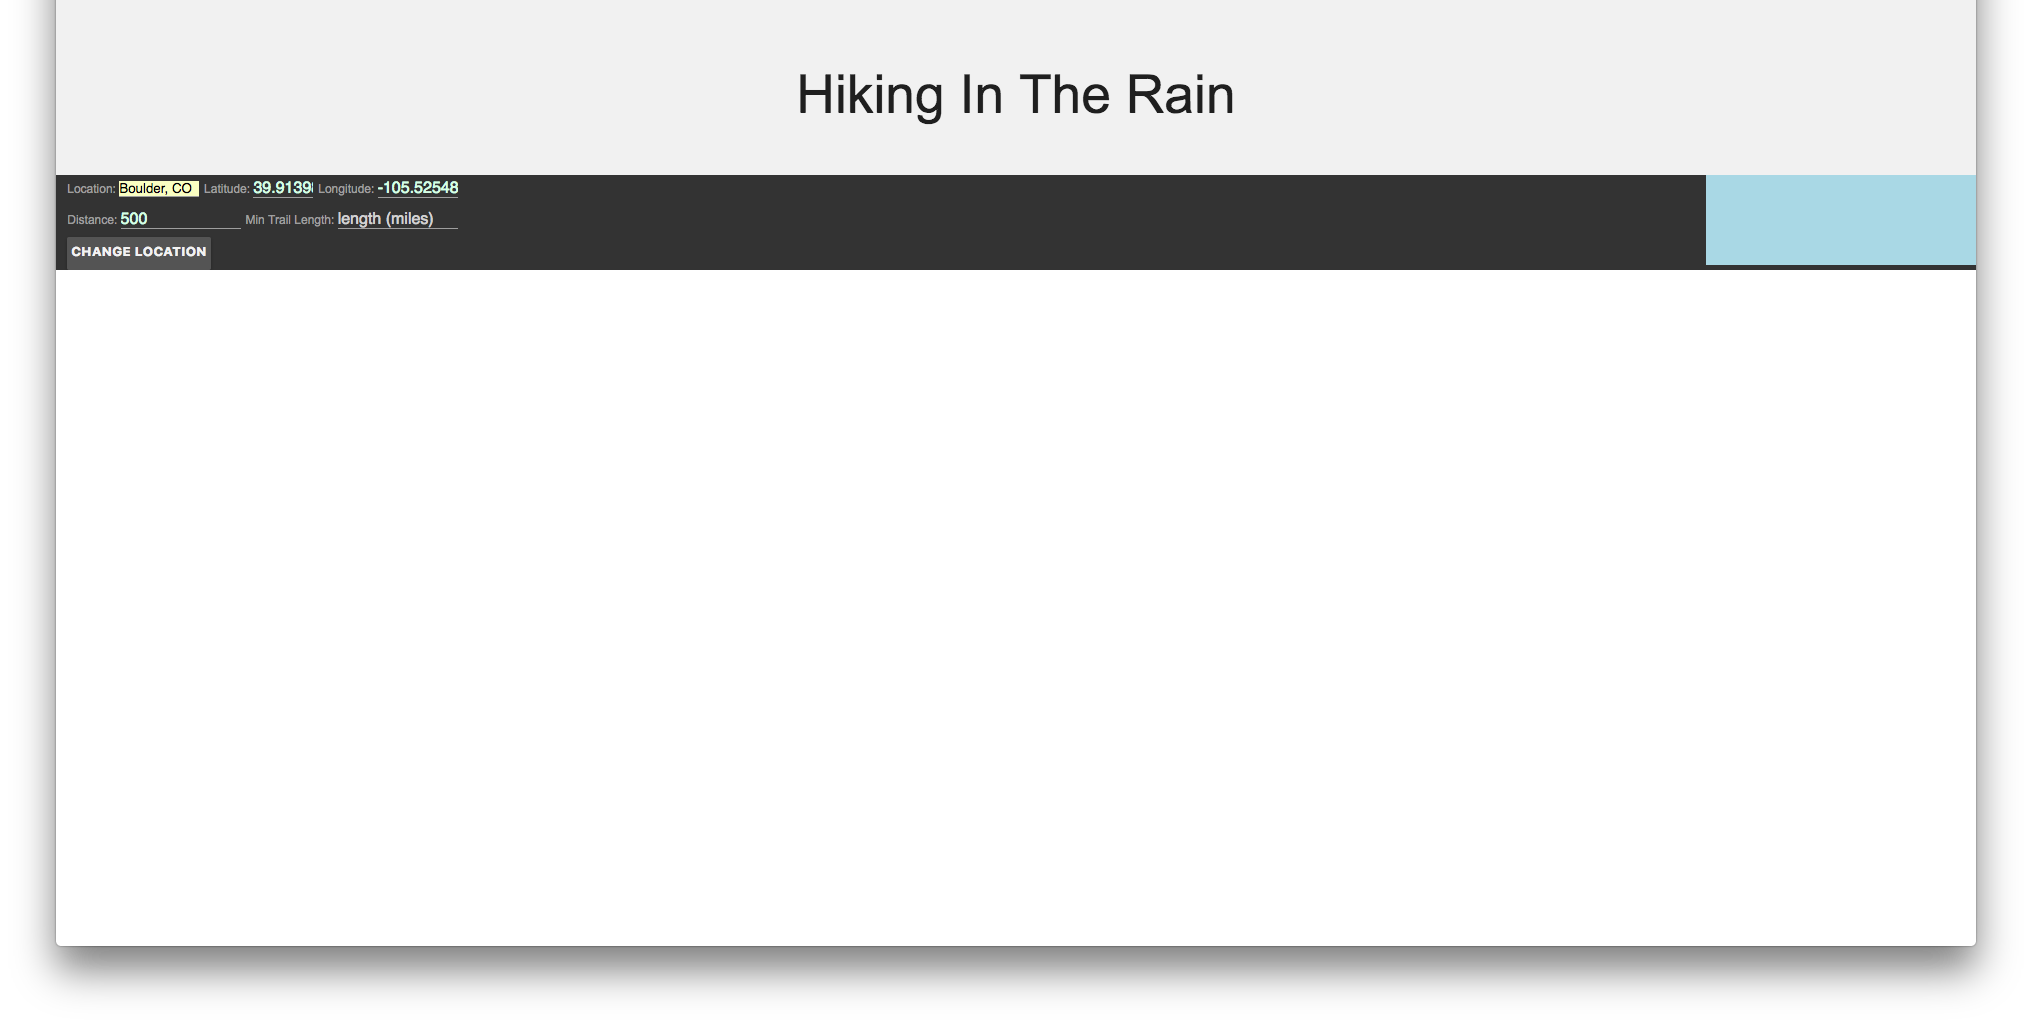 Hiking In The Rain
Location: Boulder, CO Latitude: 39.9139 Longitude: -105.52548
Distance: 500 Min Trail Length: length (miles)
CHANGE LOCATION